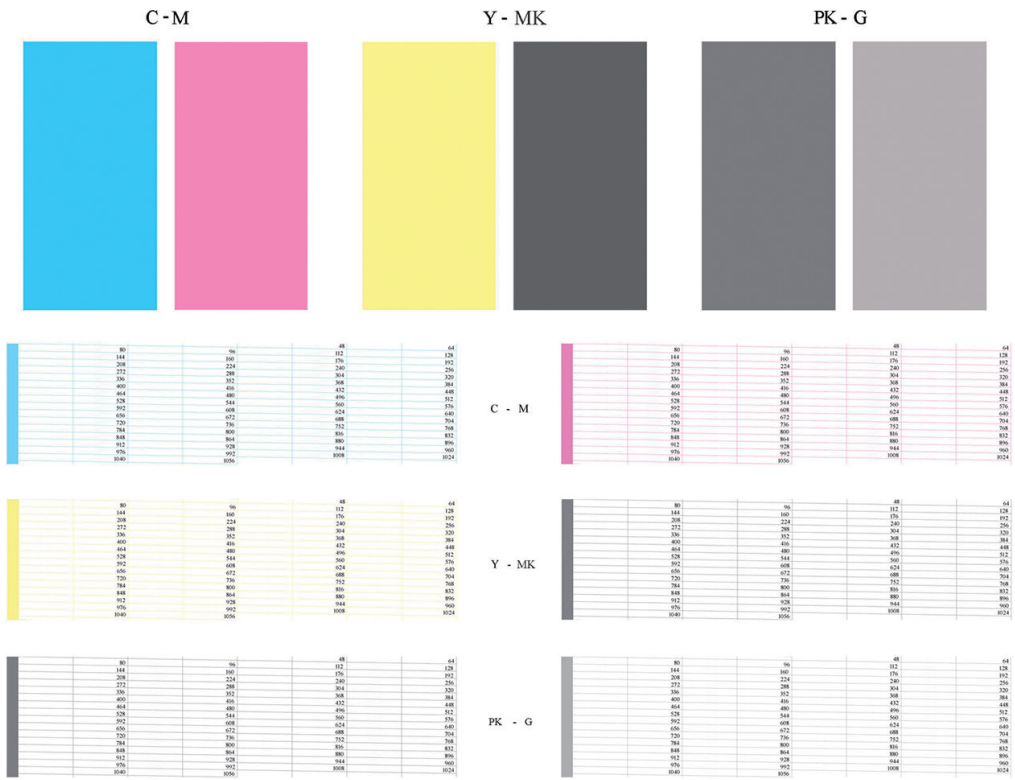 C - M
Y - MK
PK - G
48 64
80 96 112 128
144 160 176 192
208 224 240 256
272 288 304 320
336 352 368 384
400 416 432 448
464 480 496 512
528 544 560 576
592 608 624 640
656 672 688 704
720 736 752 768
784 800 816 832
848 864 880 896
912 928 944 960
976 992 1008 1024
1040 1056
C - M
48 64
80 96 112 128
144 160 176 192
208 224 240 256
272 288 304 320
336 352 368 384
400 416 432 448
464 480 496 512
528 544 560 576
592 608 624 640
656 672 688 704
720 736 752 768
784 800 816 832
848 864 880 896
912 928 944 960
976 992 1008 1024
1040 1056
48 64
80 96 112 128
144 160 176 192
208 224 240 256
272 288 304 320
336 352 368 384
400 416 432 448
464 480 496 512
528 544 560 576
592 608 624 640
656 672 688 704
720 736 752 768
784 800 816 832
848 864 880 896
912 928 944 960
976 992 1008 1024
1040 1056
Y - MK
48 64
80 96 112 128
144 160 176 192
208 224 240 256
272 288 304 320
336 352 368 384
400 416 432 448
464 480 496 512
528 544 560 576
592 608 624 640
656 672 688 704
720 736 752 768
784 800 816 832
848 864 880 896
912 928 944 960
976 992 1008 1024
1040 1056
48 64
80 96 112 128
144 160 176 192
208 224 240 256
272 288 304 320
336 352 368 384
400 416 432 448
464 480 496 512
528 544 560 576
592 608 624 640
656 672 688 704
720 736 752 768
784 800 816 832
848 864 880 896
912 928 944 960
976 992 1008 1024
1040 1056
PK - G
48 64
80 96 112 128
144 160 176 192
208 224 240 256
272 288 304 320
336 352 368 384
400 416 432 448
464 480 496 512
528 544 560 576
592 608 624 640
656 672 688 704
720 736 752 768
784 800 816 832
848 864 880 896
912 928 944 960
976 992 1008 1024
1040 1056